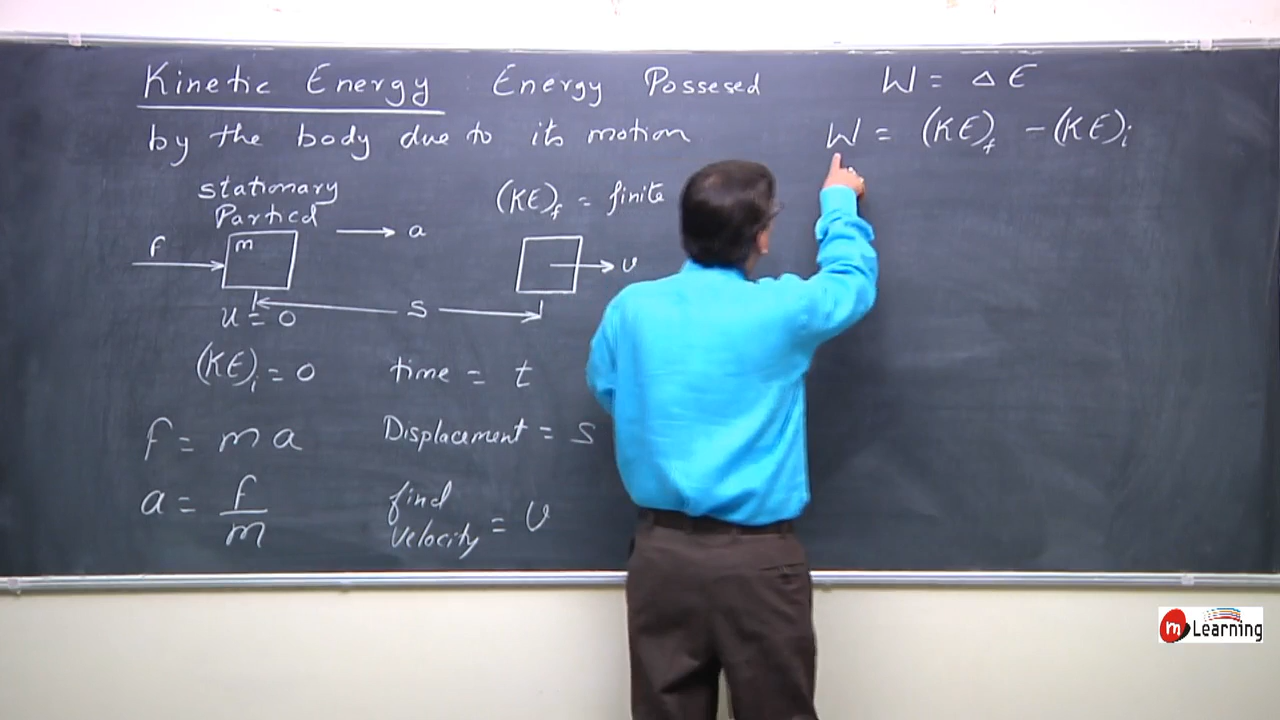 Kinetic Energy : Energy Possesed
by the body due to its motion
stationary
Particd
f
m
a
u = 0
s
(KE)f = finite
v
(KE)i = 0
time = t
f = ma
Displacement = s
a = f/m
find
velocity = v
W = Δ E
W = (KE)f - (KE)i
m Learning